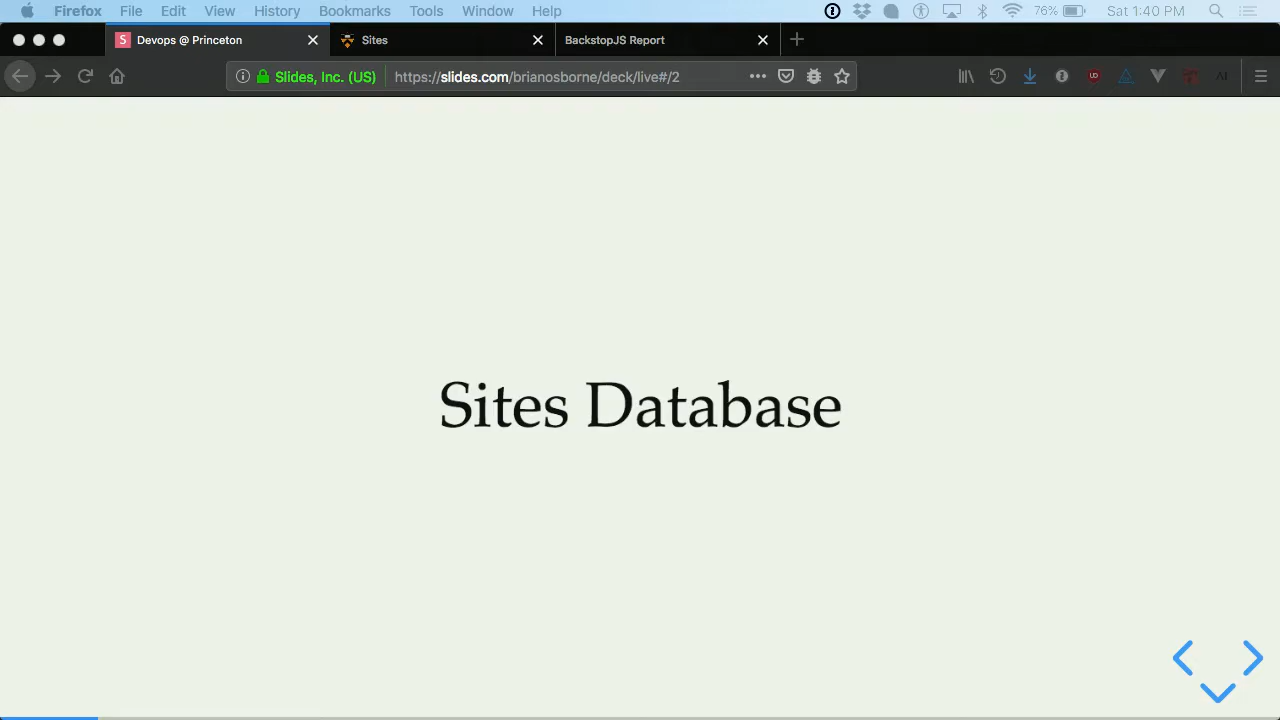 Firefox File Edit View History Bookmarks Tools Window Help 76% Sat 1:40 PM
S Devops @ Princeton Sites BackstopJS Report
Slides, Inc. (US) https://slides.com/brianosborne/deck/live#/2
Sites Database